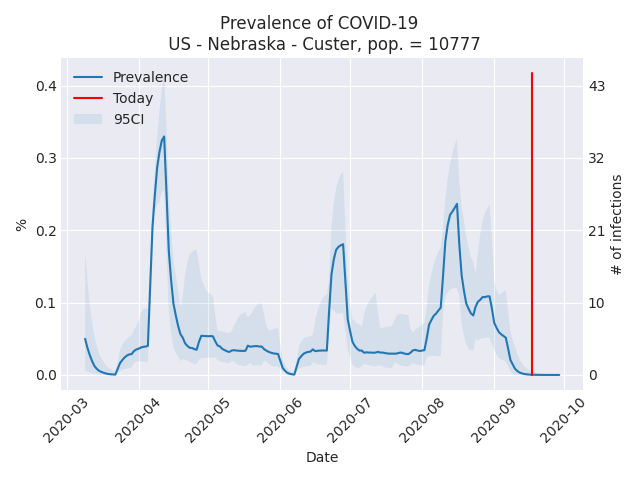 Prevalence of COVID-19
US - Nebraska - Custer, pop. = 10777
Prevalence
Today
95CI
0.4
0.3
0.2
0.1
0.0
%
43
32
21
10
0
# of infections
2020-03
2020-04
2020-05
2020-06
2020-07
2020-08
2020-09
2020-10
Date